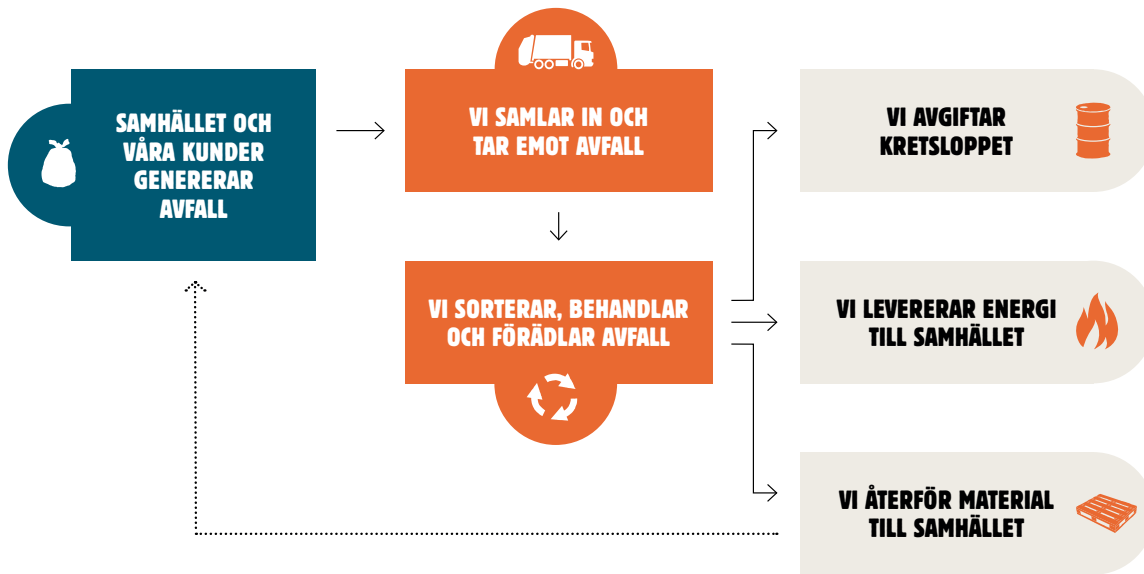 SAMHÄLLET OCH
VÅRA KUNDER
GENERERAR
AVFALL
VI SAMLAR IN OCH
TAR EMOT AVFALL
VI SORTERAR, BEHANDLAR
OCH FÖRÄDLAR AVFALL
VI AVGIFTAR
KRETSLOPPET
VI LEVERERAR ENERGI
TILL SAMHÄLLET
VI ÅTERFÖR MATERIAL
TILL SAMHÄLLET